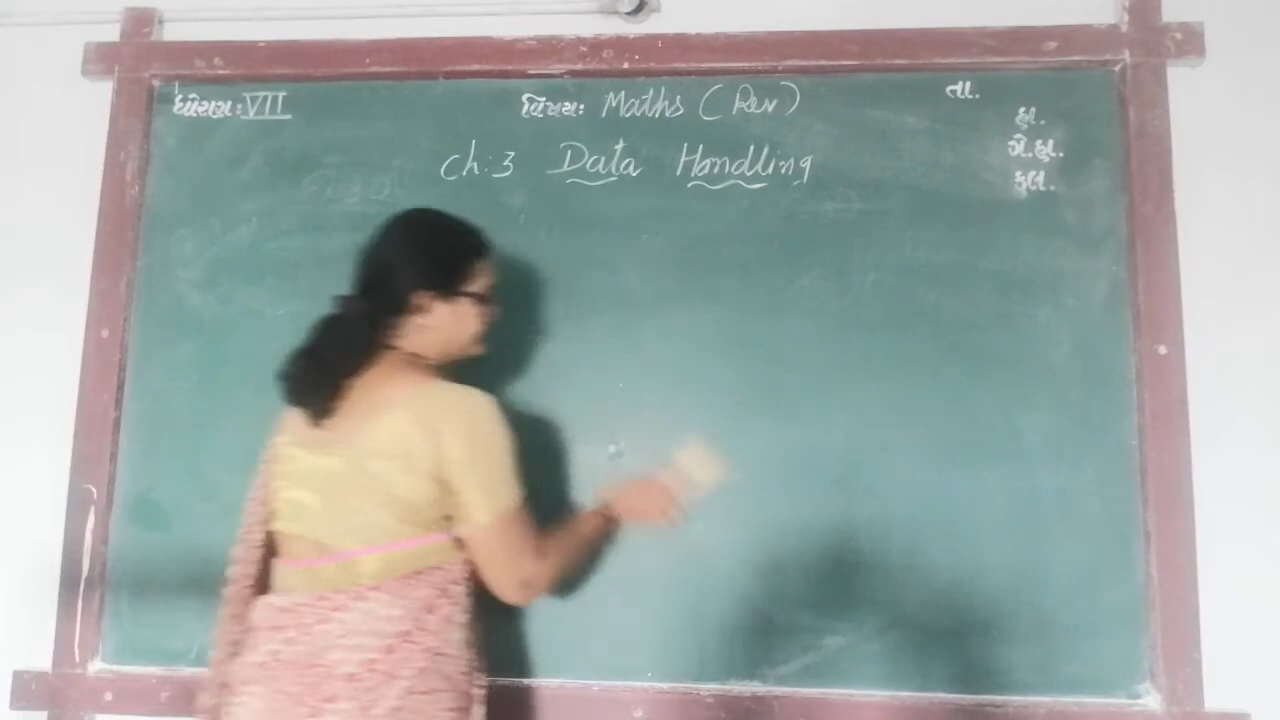 ધોરણ: VII વિષય: Maths (Rev) તા.
હા.
ગે.હા.
કુલ.
Ch:3 Data Handling